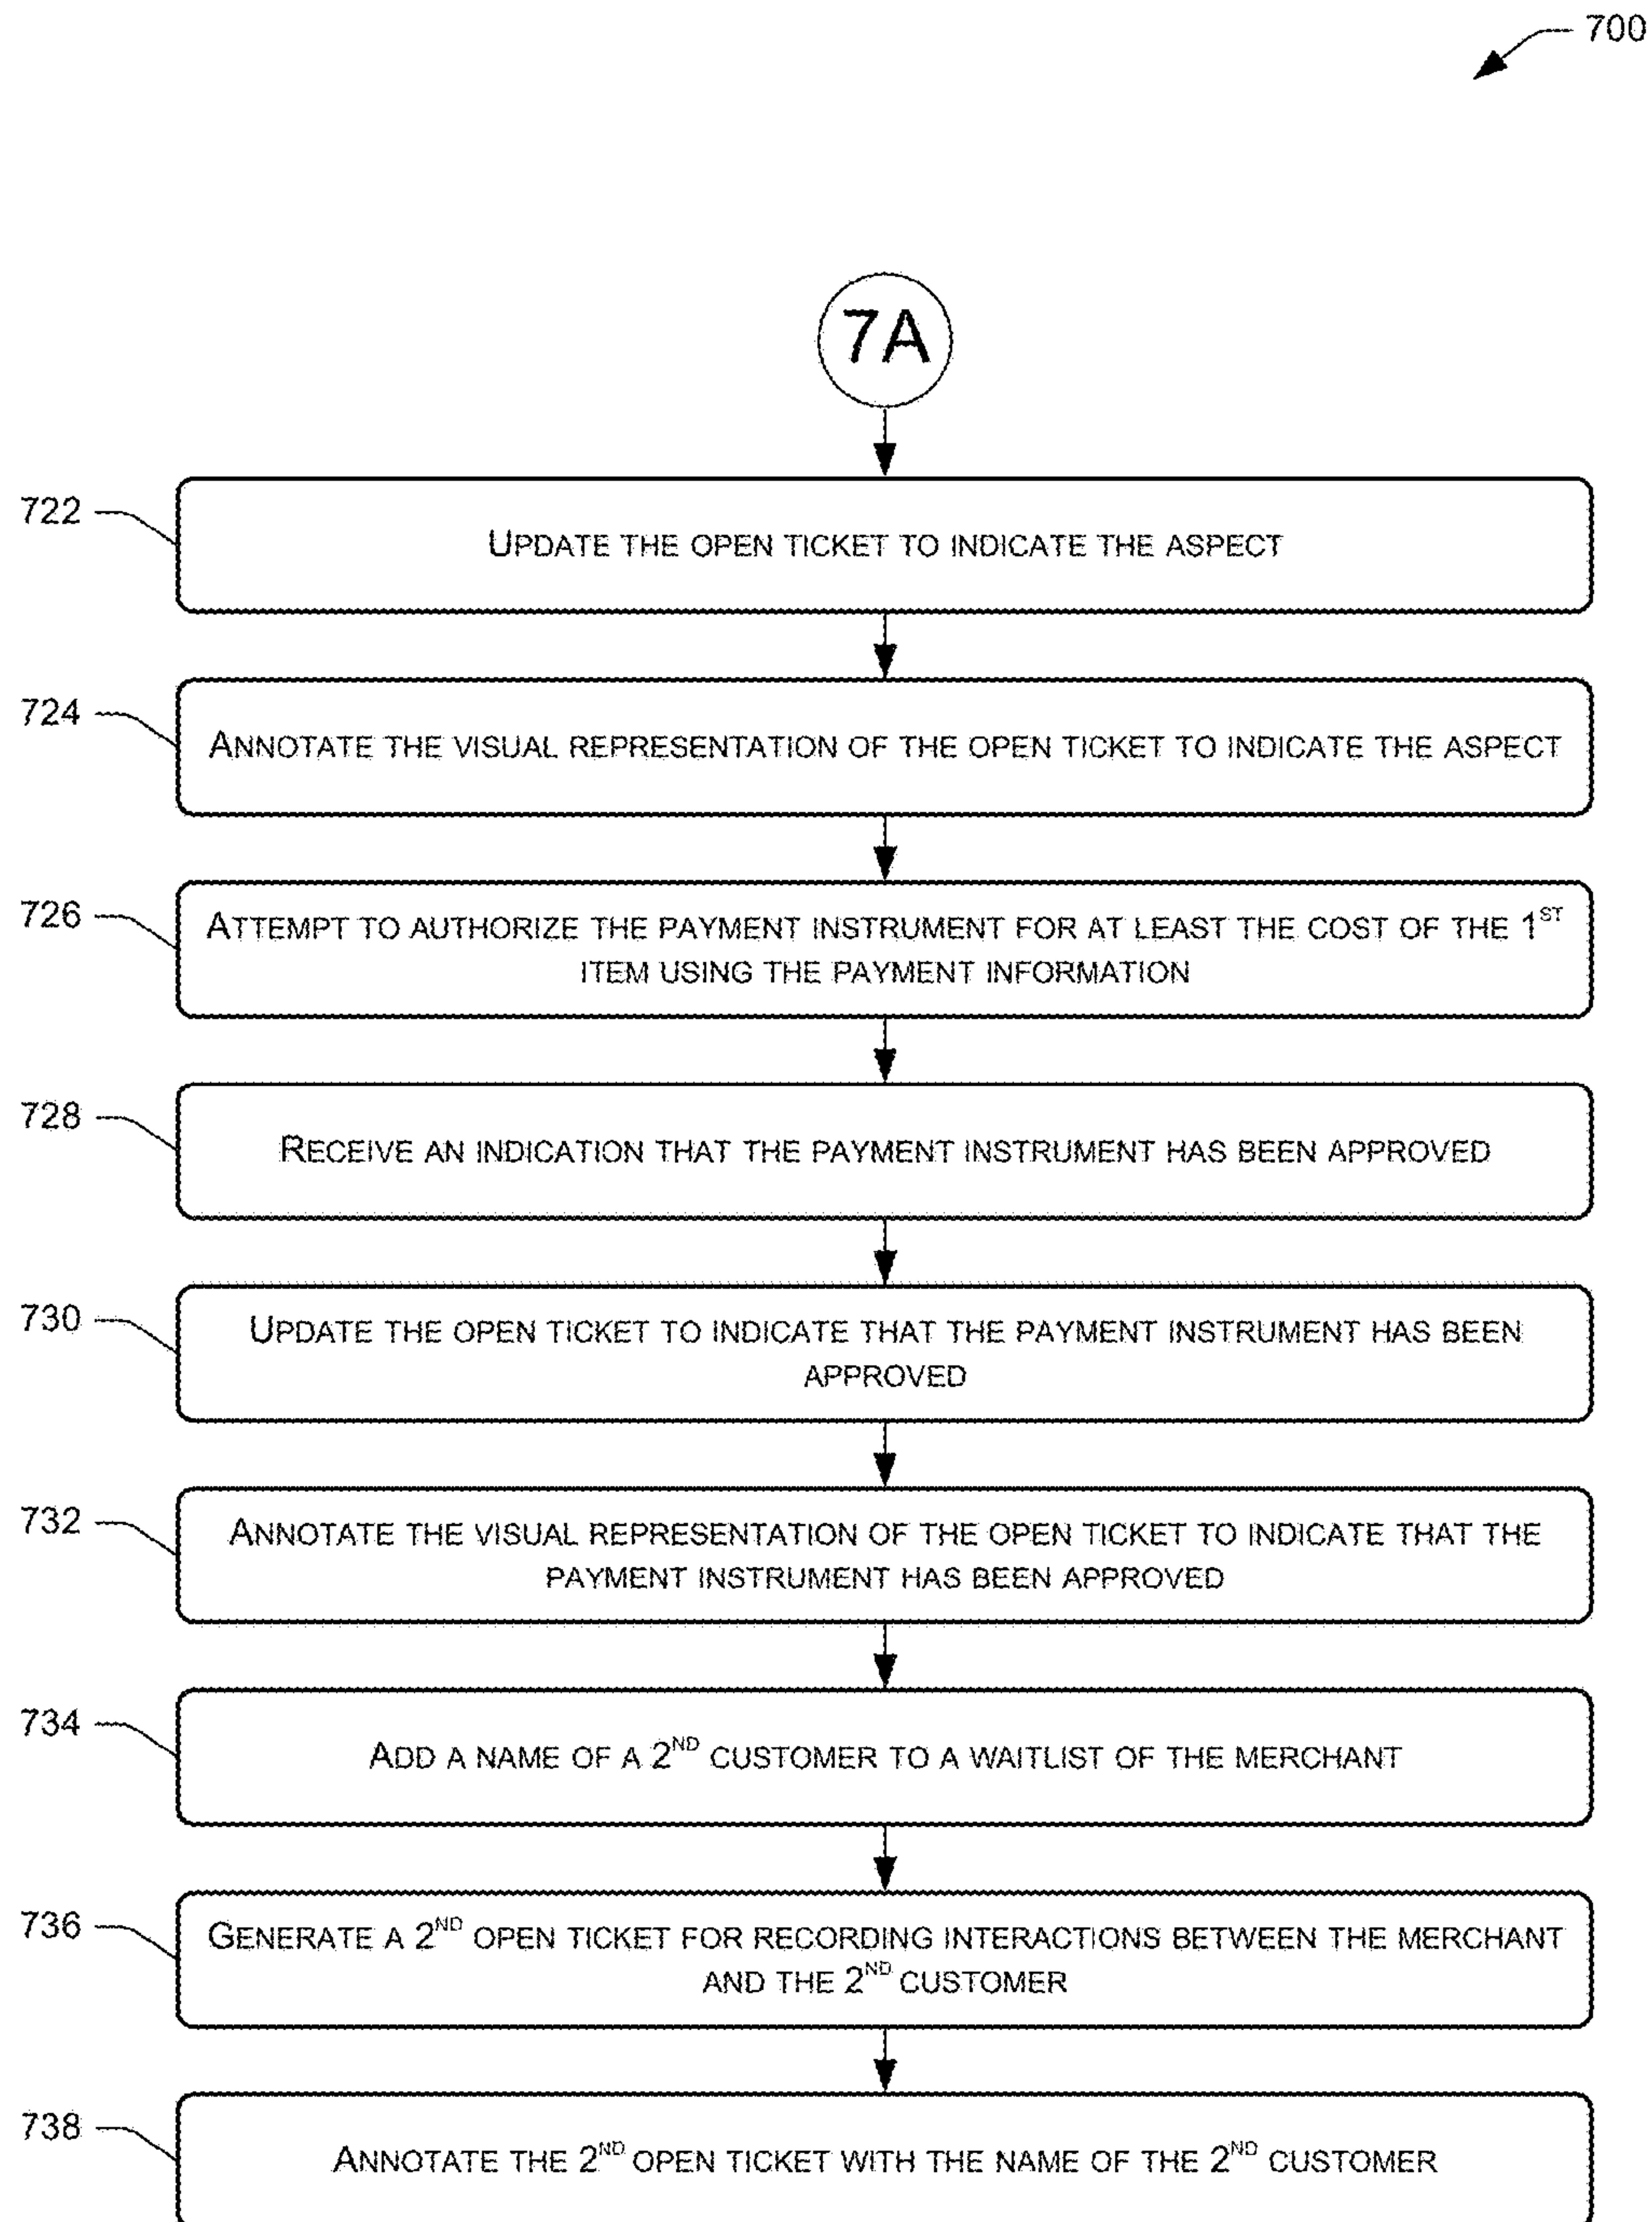 700
7A
722
UPDATE THE OPEN TICKET TO INDICATE THE ASPECT
724
ANNOTATE THE VISUAL REPRESENTATION OF THE OPEN TICKET TO INDICATE THE ASPECT
726
ATTEMPT TO AUTHORIZE THE PAYMENT INSTRUMENT FOR AT LEAST THE COST OF THE 1ST
ITEM USING THE PAYMENT INFORMATION
728
RECEIVE AN INDICATION THAT THE PAYMENT INSTRUMENT HAS BEEN APPROVED
730
UPDATE THE OPEN TICKET TO INDICATE THAT THE PAYMENT INSTRUMENT HAS BEEN
APPROVED
732
ANNOTATE THE VISUAL REPRESENTATION OF THE OPEN TICKET TO INDICATE THAT THE
PAYMENT INSTRUMENT HAS BEEN APPROVED
734
ADD A NAME OF A 2ND CUSTOMER TO A WAITLIST OF THE MERCHANT
736
GENERATE A 2ND OPEN TICKET FOR RECORDING INTERACTIONS BETWEEN THE MERCHANT
AND THE 2ND CUSTOMER
738
ANNOTATE THE 2ND OPEN TICKET WITH THE NAME OF THE 2ND CUSTOMER